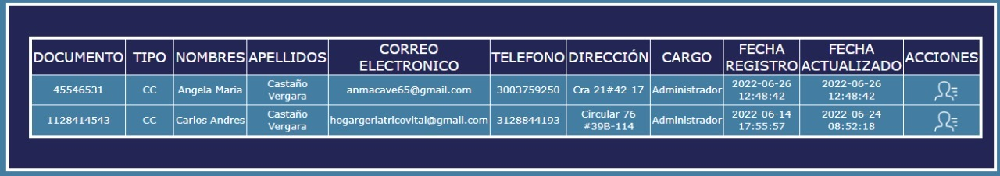 DOCUMENTO TIPO NOMBRES APELLIDOS CORREO ELECTRONICO TELEFONO DIRECCIÓN CARGO FECHA REGISTRO FECHA ACTUALIZADO ACCIONES
45546531 CC Angela Maria Castaño Vergara anmacave65@gmail.com 3003759250 Cra 21#42-17 Administrador 2022-06-26 12:48:42 2022-06-26 12:48:42
1128414543 CC Carlos Andres Castaño Vergara hogargeriatricovital@gmail.com 3128844193 Circular 76 #39B-114 Administrador 2022-06-14 17:55:57 2022-06-24 08:52:18